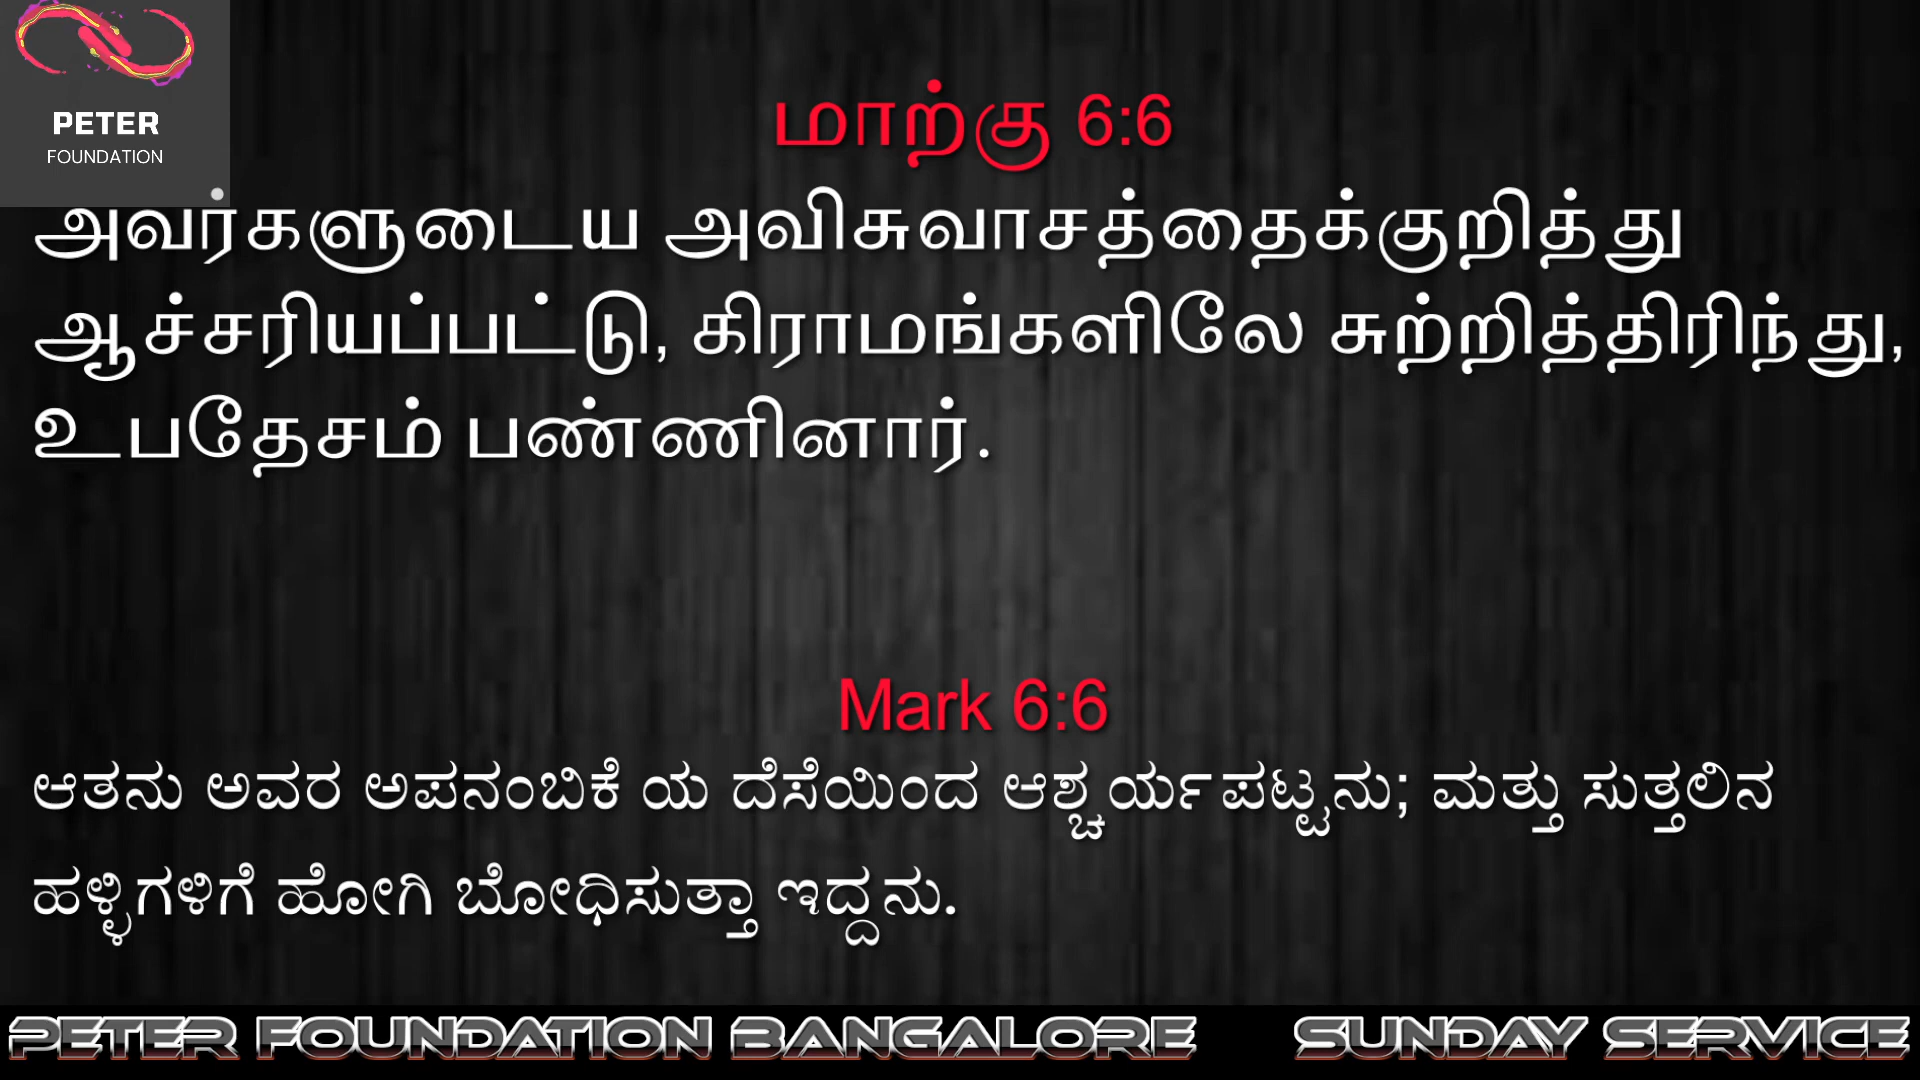 PETER
FOUNDATION
மாற்கு 6:6
அவர்களுடைய அவிசுவாசத்தைக்குறித்து
ஆச்சரியப்பட்டு, கிராமங்களிலே சுற்றித்திரிந்து,
உபதேசம் பண்ணினார்.
Mark 6:6
ಆತನು ಅವರ ಅಪನಂಬಿಕೆ ಯ ದೆಸೆಯಿಂದ ಆಶ್ಚರ್ಯಪಟ್ಟನು; ಮತ್ತು ಸುತ್ತಲಿನ
ಹಳ್ಳಿಗಳಿಗೆ ಹೋಗಿ ಬೋಧಿಸುತ್ತಾ ಇದ್ದನು.
PETER FOUNDATION BANGALORE SUNDAY SERVICE